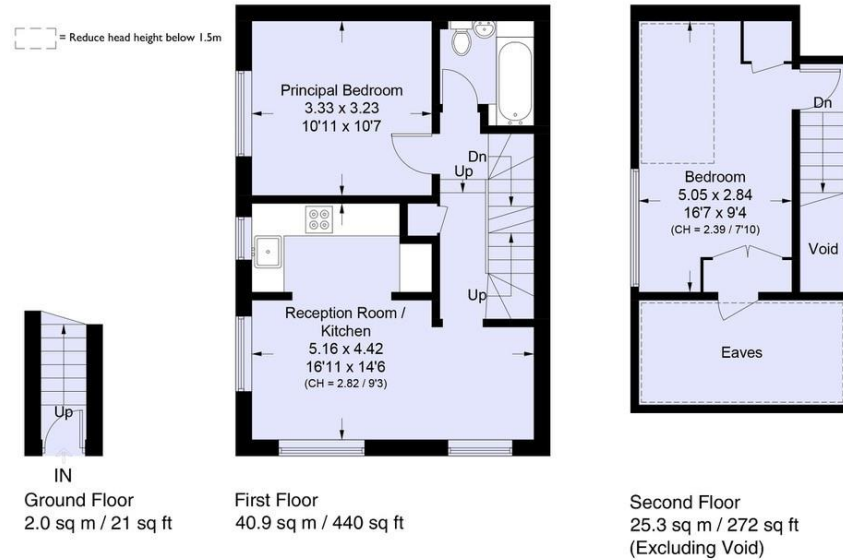 = Reduce head height below 1.5m
Principal Bedroom
3.33 x 3.23
10'11 x 10'7
Dn
Up
Up
Reception Room /
Kitchen
5.16 x 4.42
16'11 x 14'6
(CH = 2.82 / 9'3)
Dn
Bedroom
5.05 x 2.84
16'7 x 9'4
(CH = 2.39 / 7'10)
Void
Eaves
Up
IN
Ground Floor
2.0 sq m / 21 sq ft
First Floor
40.9 sq m / 440 sq ft
Second Floor
25.3 sq m / 272 sq ft
(Excluding Void)